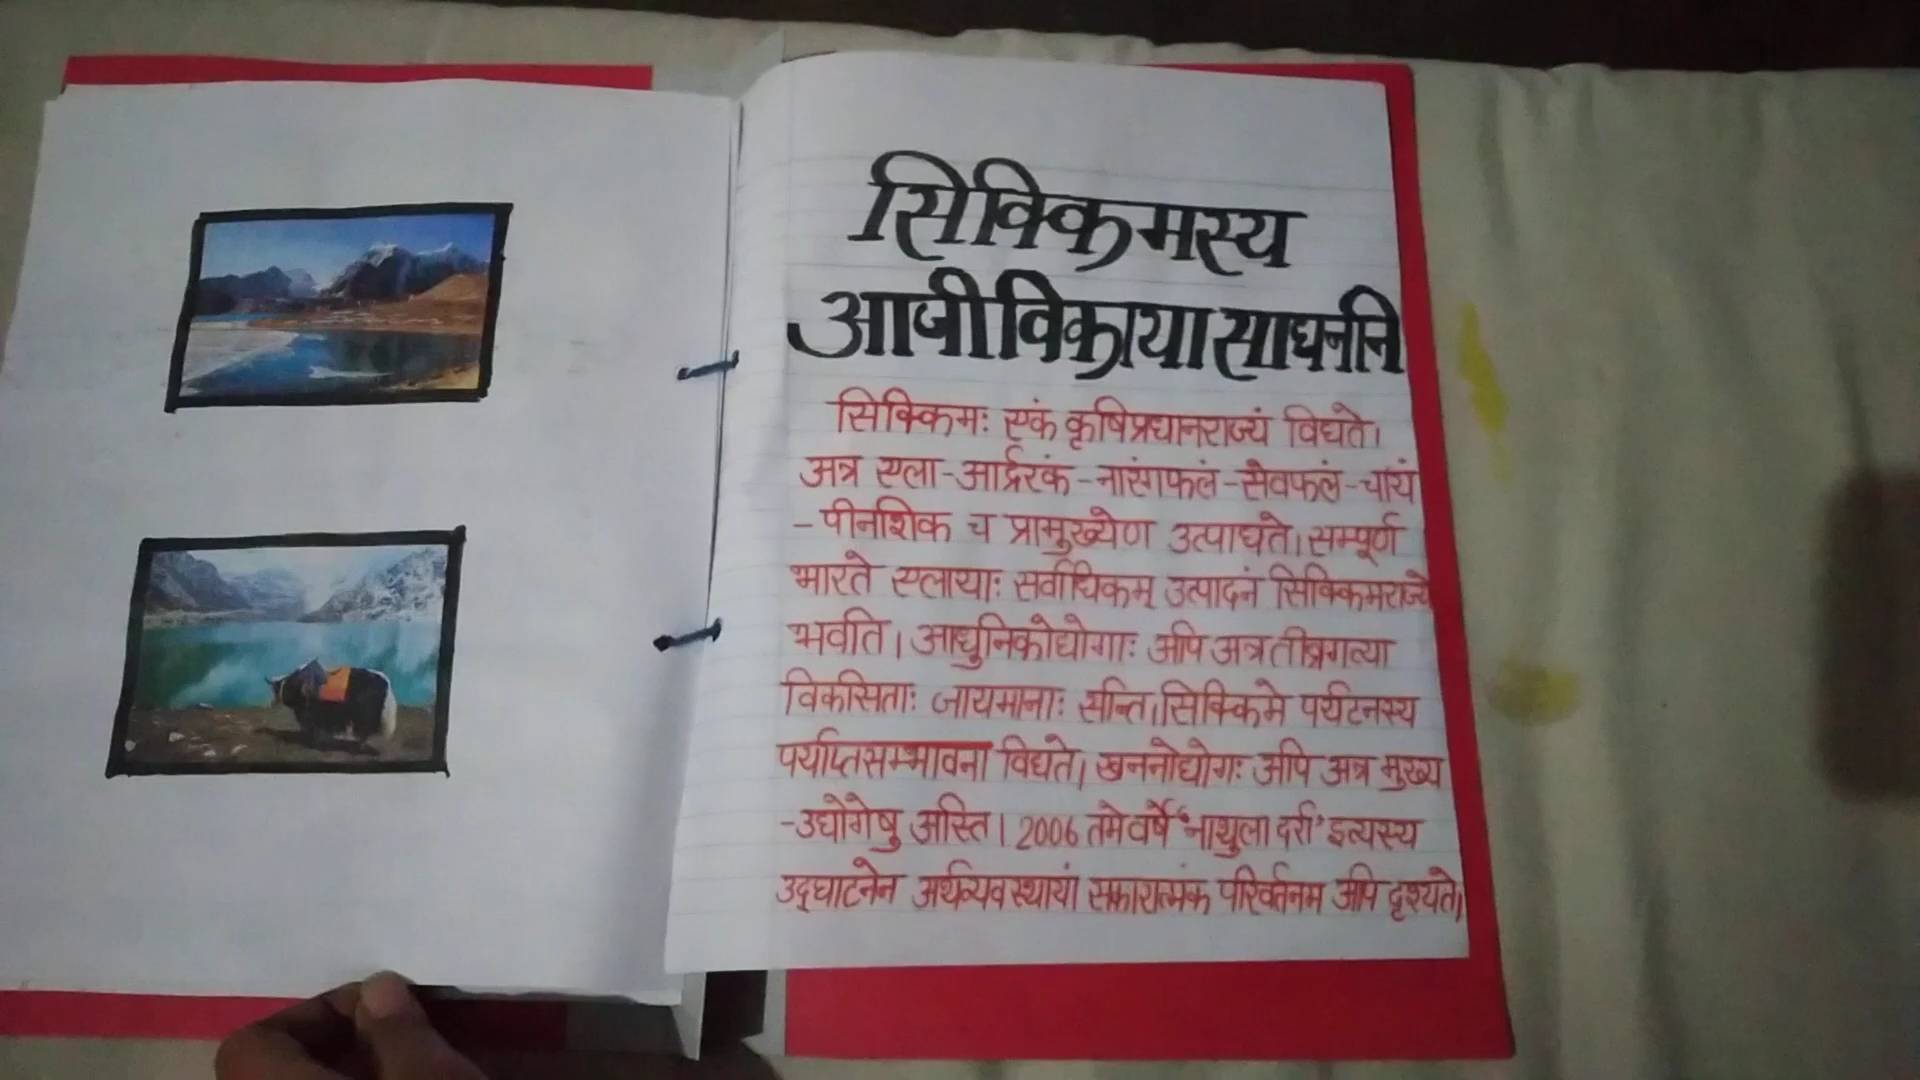 सिक्किमस्य
आजीविकाया साधनानि
सिक्किमः एकं कृषिप्रधानराज्यं विद्यते।
अत्र एला-आर्द्ररकं-नारंगफलं-सेवफलं-चायं
-पीनशिक च प्रामुख्येण उत्पाद्यते। सम्पूर्ण
भारते एलायाः सर्वाधिकम् उत्पादनं सिक्किमराज्ये
भवति। आधुनिकोद्योगाः अपि अत्र तीव्रगत्या
विकसिताः जायमानाः सन्ति। सिक्किमे पर्यटनस्य
पर्याप्तसम्भावना विद्यते। खननोद्योगः अपि अत्र मुख्य
-उद्योगेषु अस्ति। 2006 तमे वर्षे 'नाथुला दर्रा' इत्यस्य
उद्घाटनेन अर्थव्यवस्थायां सकारात्मकं परिवर्तनम अपि दृश्यते।